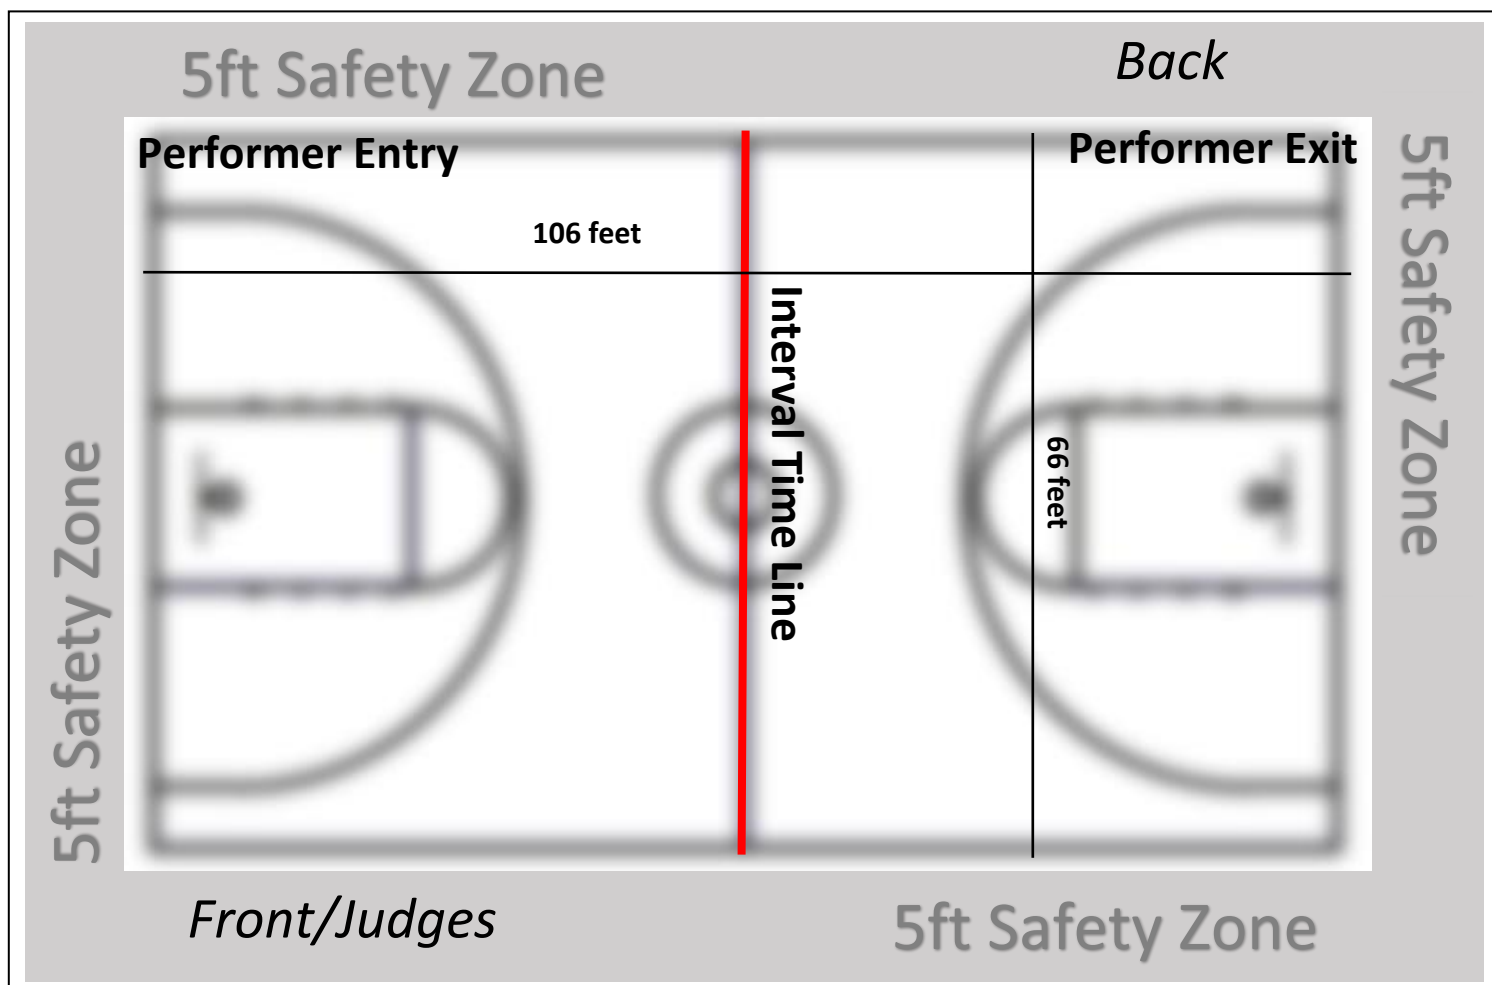 5ft Safety Zone
Back
Performer Entry
Performer Exit
5ft Safety Zone
106 feet
Interval Time Line
66 feet
5ft Safety Zone
Front/Judges
5ft Safety Zone